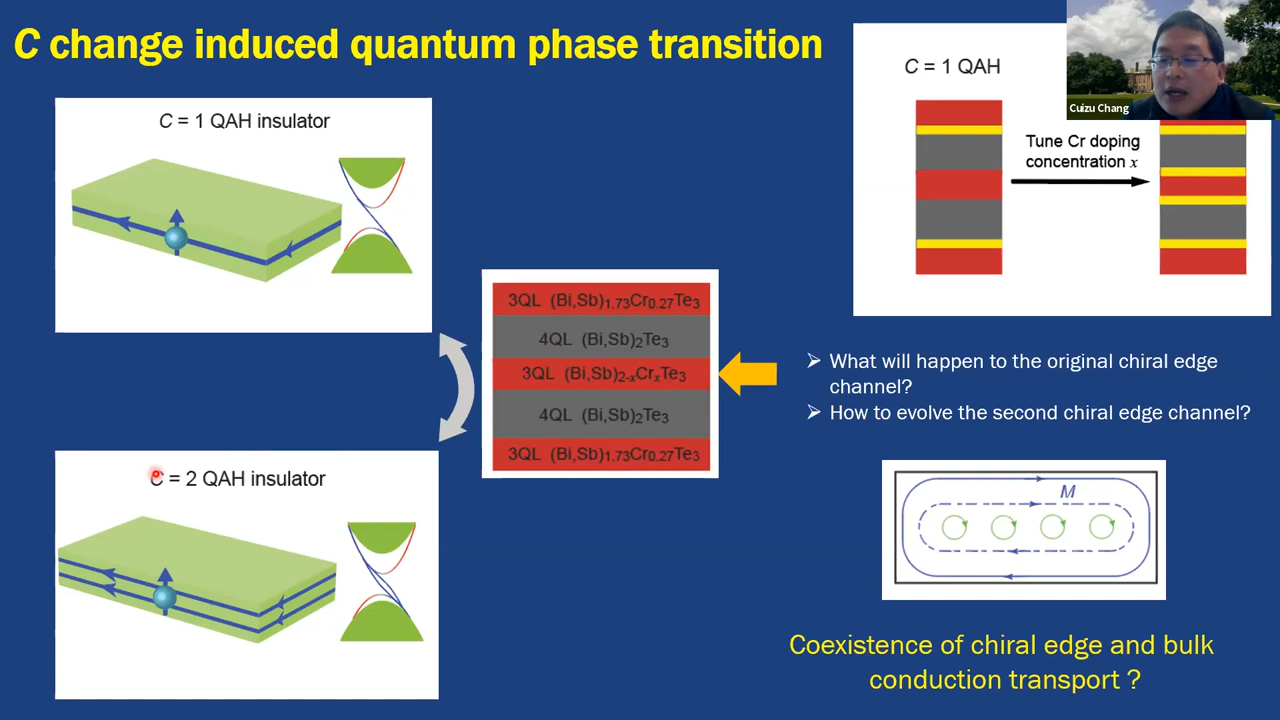 C change induced quantum phase transition
C = 1 QAH insulator
C = 1 QAH
Cuizu Chang
Tune Cr doping
concentration x
3QL (Bi,Sb)1.73Cr0.27Te3
4QL (Bi,Sb)2Te3
3QL (Bi,Sb)2-xCrxTe3
4QL (Bi,Sb)2Te3
3QL (Bi,Sb)1.73Cr0.27Te3
➢ What will happen to the original chiral edge
channel?
➢ How to evolve the second chiral edge channel?
C = 2 QAH insulator
M
Coexistence of chiral edge and bulk
conduction transport ?